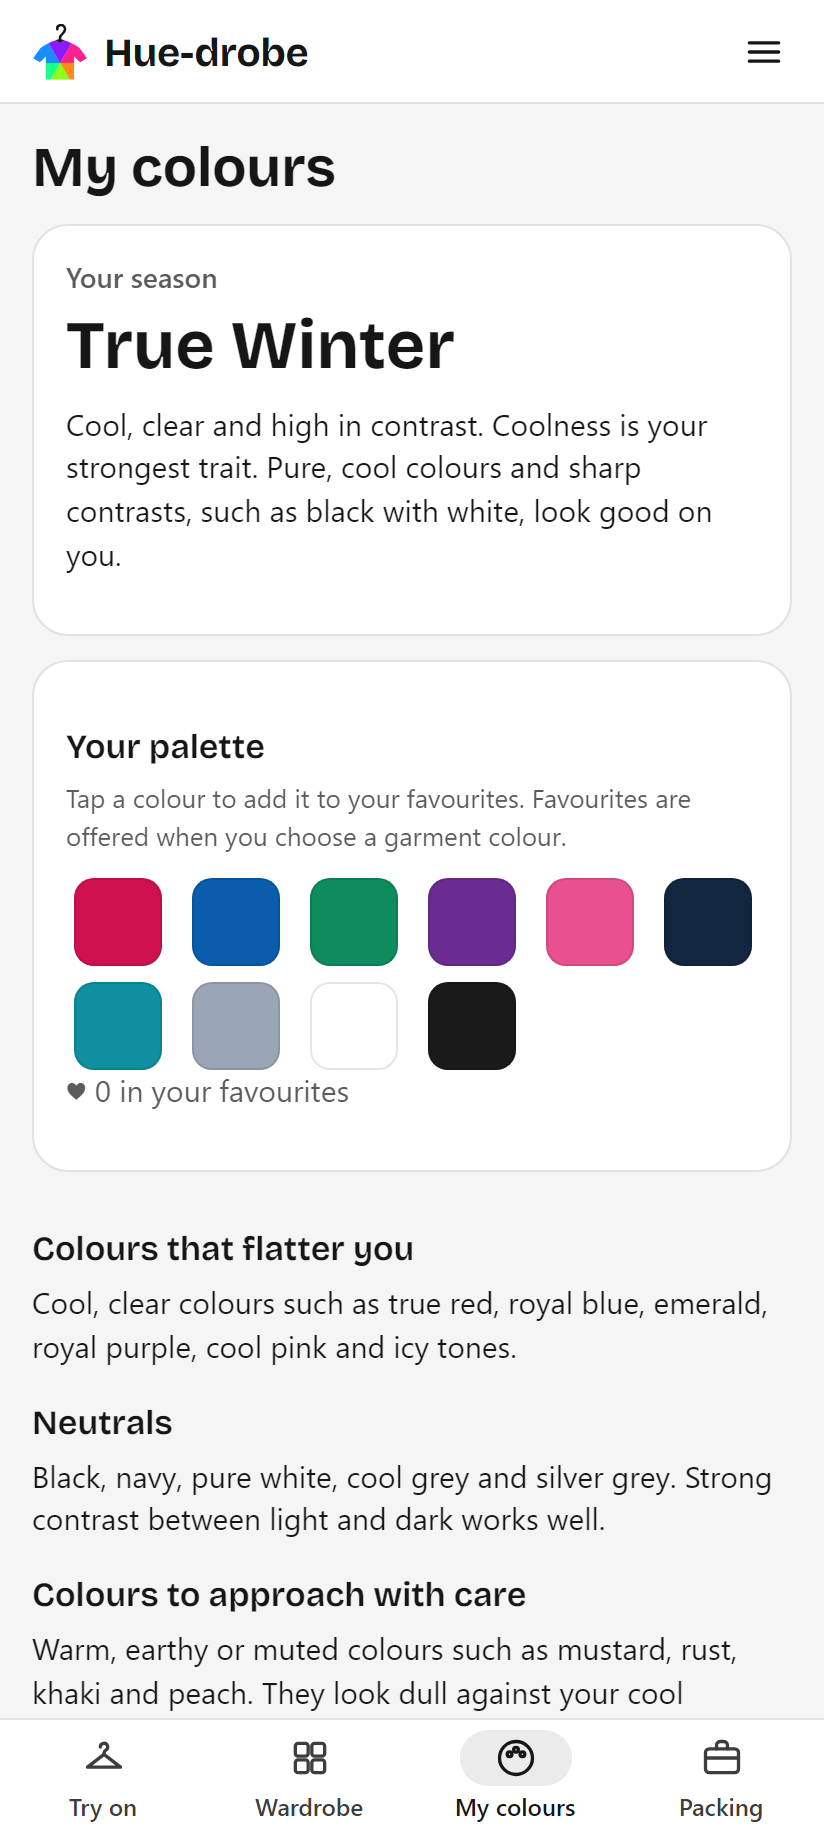 Hue-drobe
My colours
Your season
True Winter
Cool, clear and high in contrast. Coolness is your
strongest trait. Pure, cool colours and sharp
contrasts, such as black with white, look good on
you.
Your palette
Tap a colour to add it to your favourites. Favourites are
offered when you choose a garment colour.
0 in your favourites
Colours that flatter you
Cool, clear colours such as true red, royal blue, emerald,
royal purple, cool pink and icy tones.
Neutrals
Black, navy, pure white, cool grey and silver grey. Strong
contrast between light and dark works well.
Colours to approach with care
Warm, earthy or muted colours such as mustard, rust,
khaki and peach. They look dull against your cool
Try on
Wardrobe
My colours
Packing